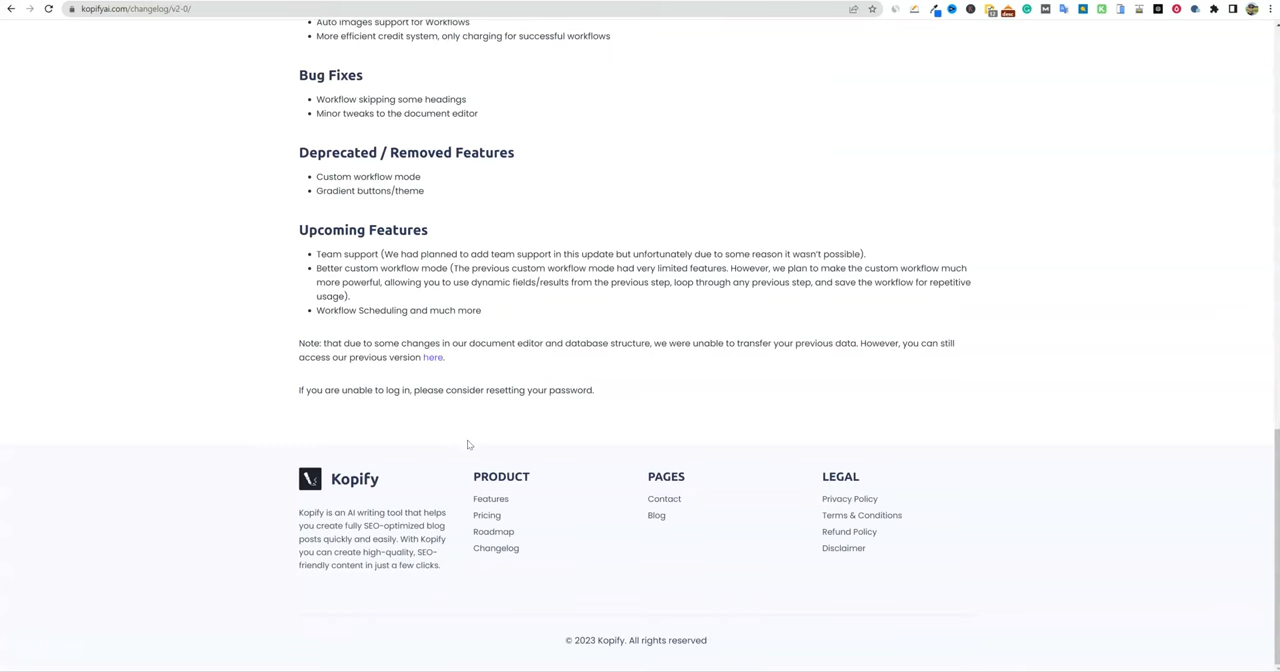 kopifyai.com/changelog/v2-0/
Auto images support for Workflows
More efficient credit system, only charging for successful workflows
Bug Fixes
Workflow skipping some headings
Minor tweaks to the document editor
Deprecated / Removed Features
Custom workflow mode
Gradient buttons/theme
Upcoming Features
Team support (We had planned to add team support in this update but unfortunately due to some reason it wasn't possible).
Better custom workflow mode (The previous custom workflow mode had very limited features. However, we plan to make the custom workflow much
more powerful, allowing you to use dynamic fields/results from the previous step, loop through any previous step, and save the workflow for repetitive
usage).
Workflow Scheduling and much more
Note: that due to some changes in our document editor and database structure, we were unable to transfer your previous data. However, you can still
access our previous version here.
If you are unable to log in, please consider resetting your password.
Kopify
Kopify is an AI writing tool that helps
you create fully SEO-optimized blog
posts quickly and easily. With Kopify
you can create high-quality, SEO-
friendly content in just a few clicks.
PRODUCT
Features
Pricing
Roadmap
Changelog
PAGES
Contact
Blog
LEGAL
Privacy Policy
Terms & Conditions
Refund Policy
Disclaimer
© 2023 Kopify. All rights reserved